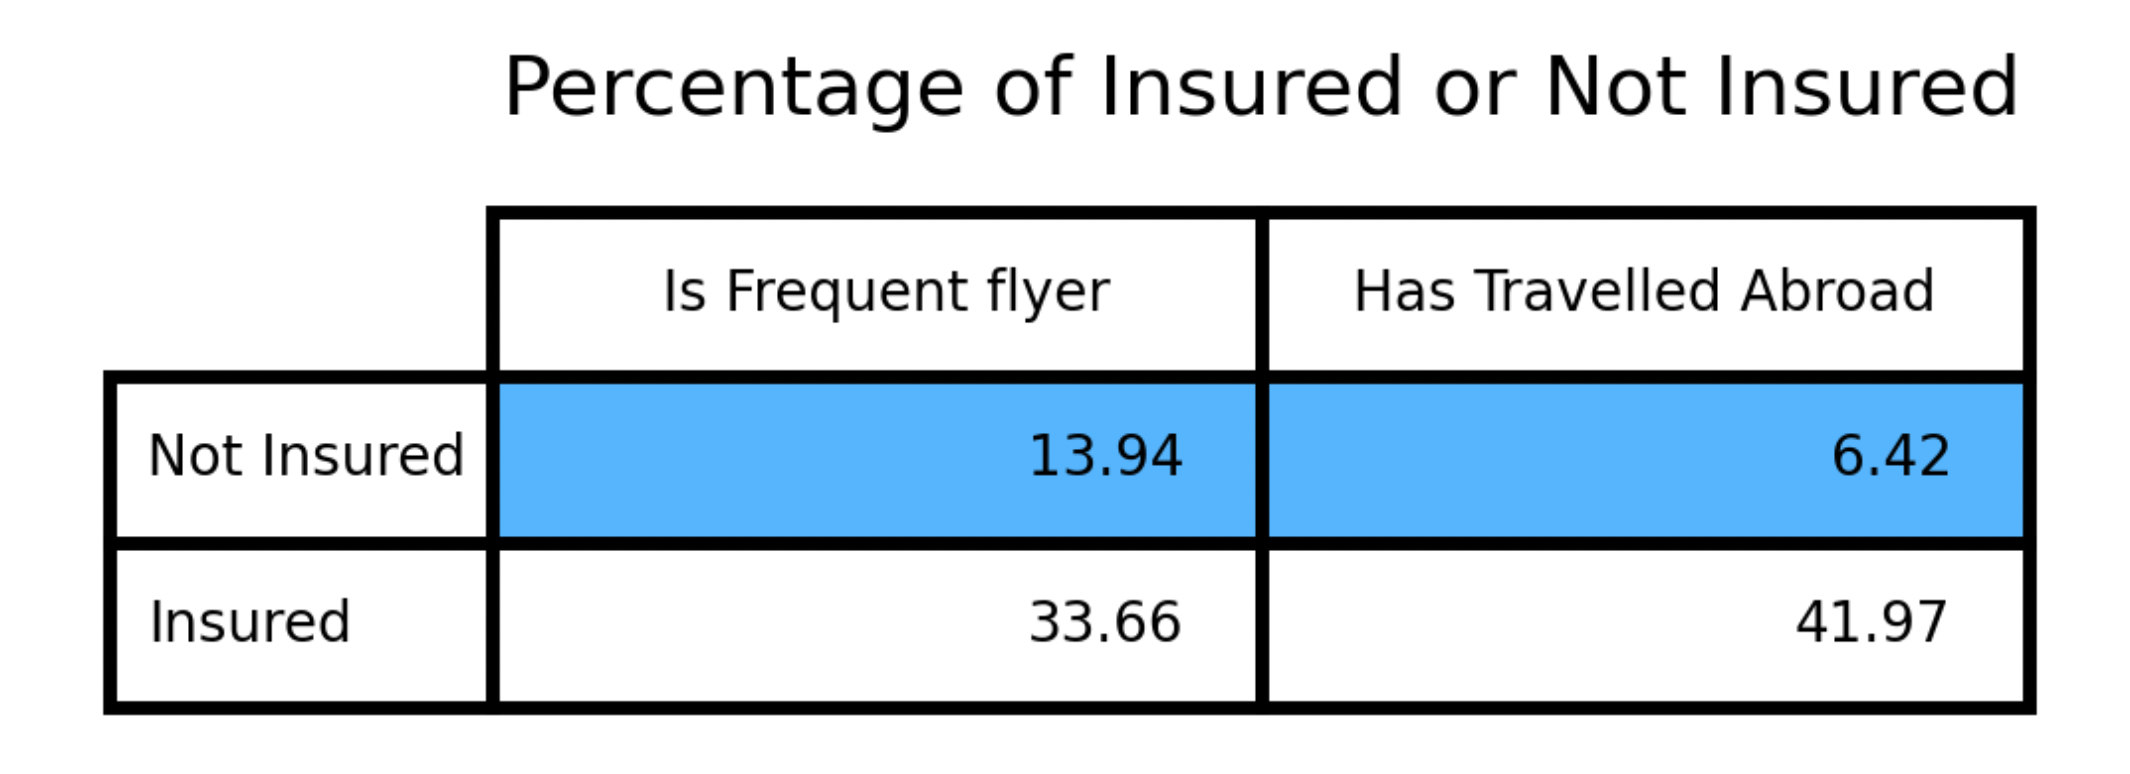 Percentage of Insured or Not Insured
Is Frequent flyer Has Travelled Abroad
Not Insured 13.94 6.42
Insured 33.66 41.97